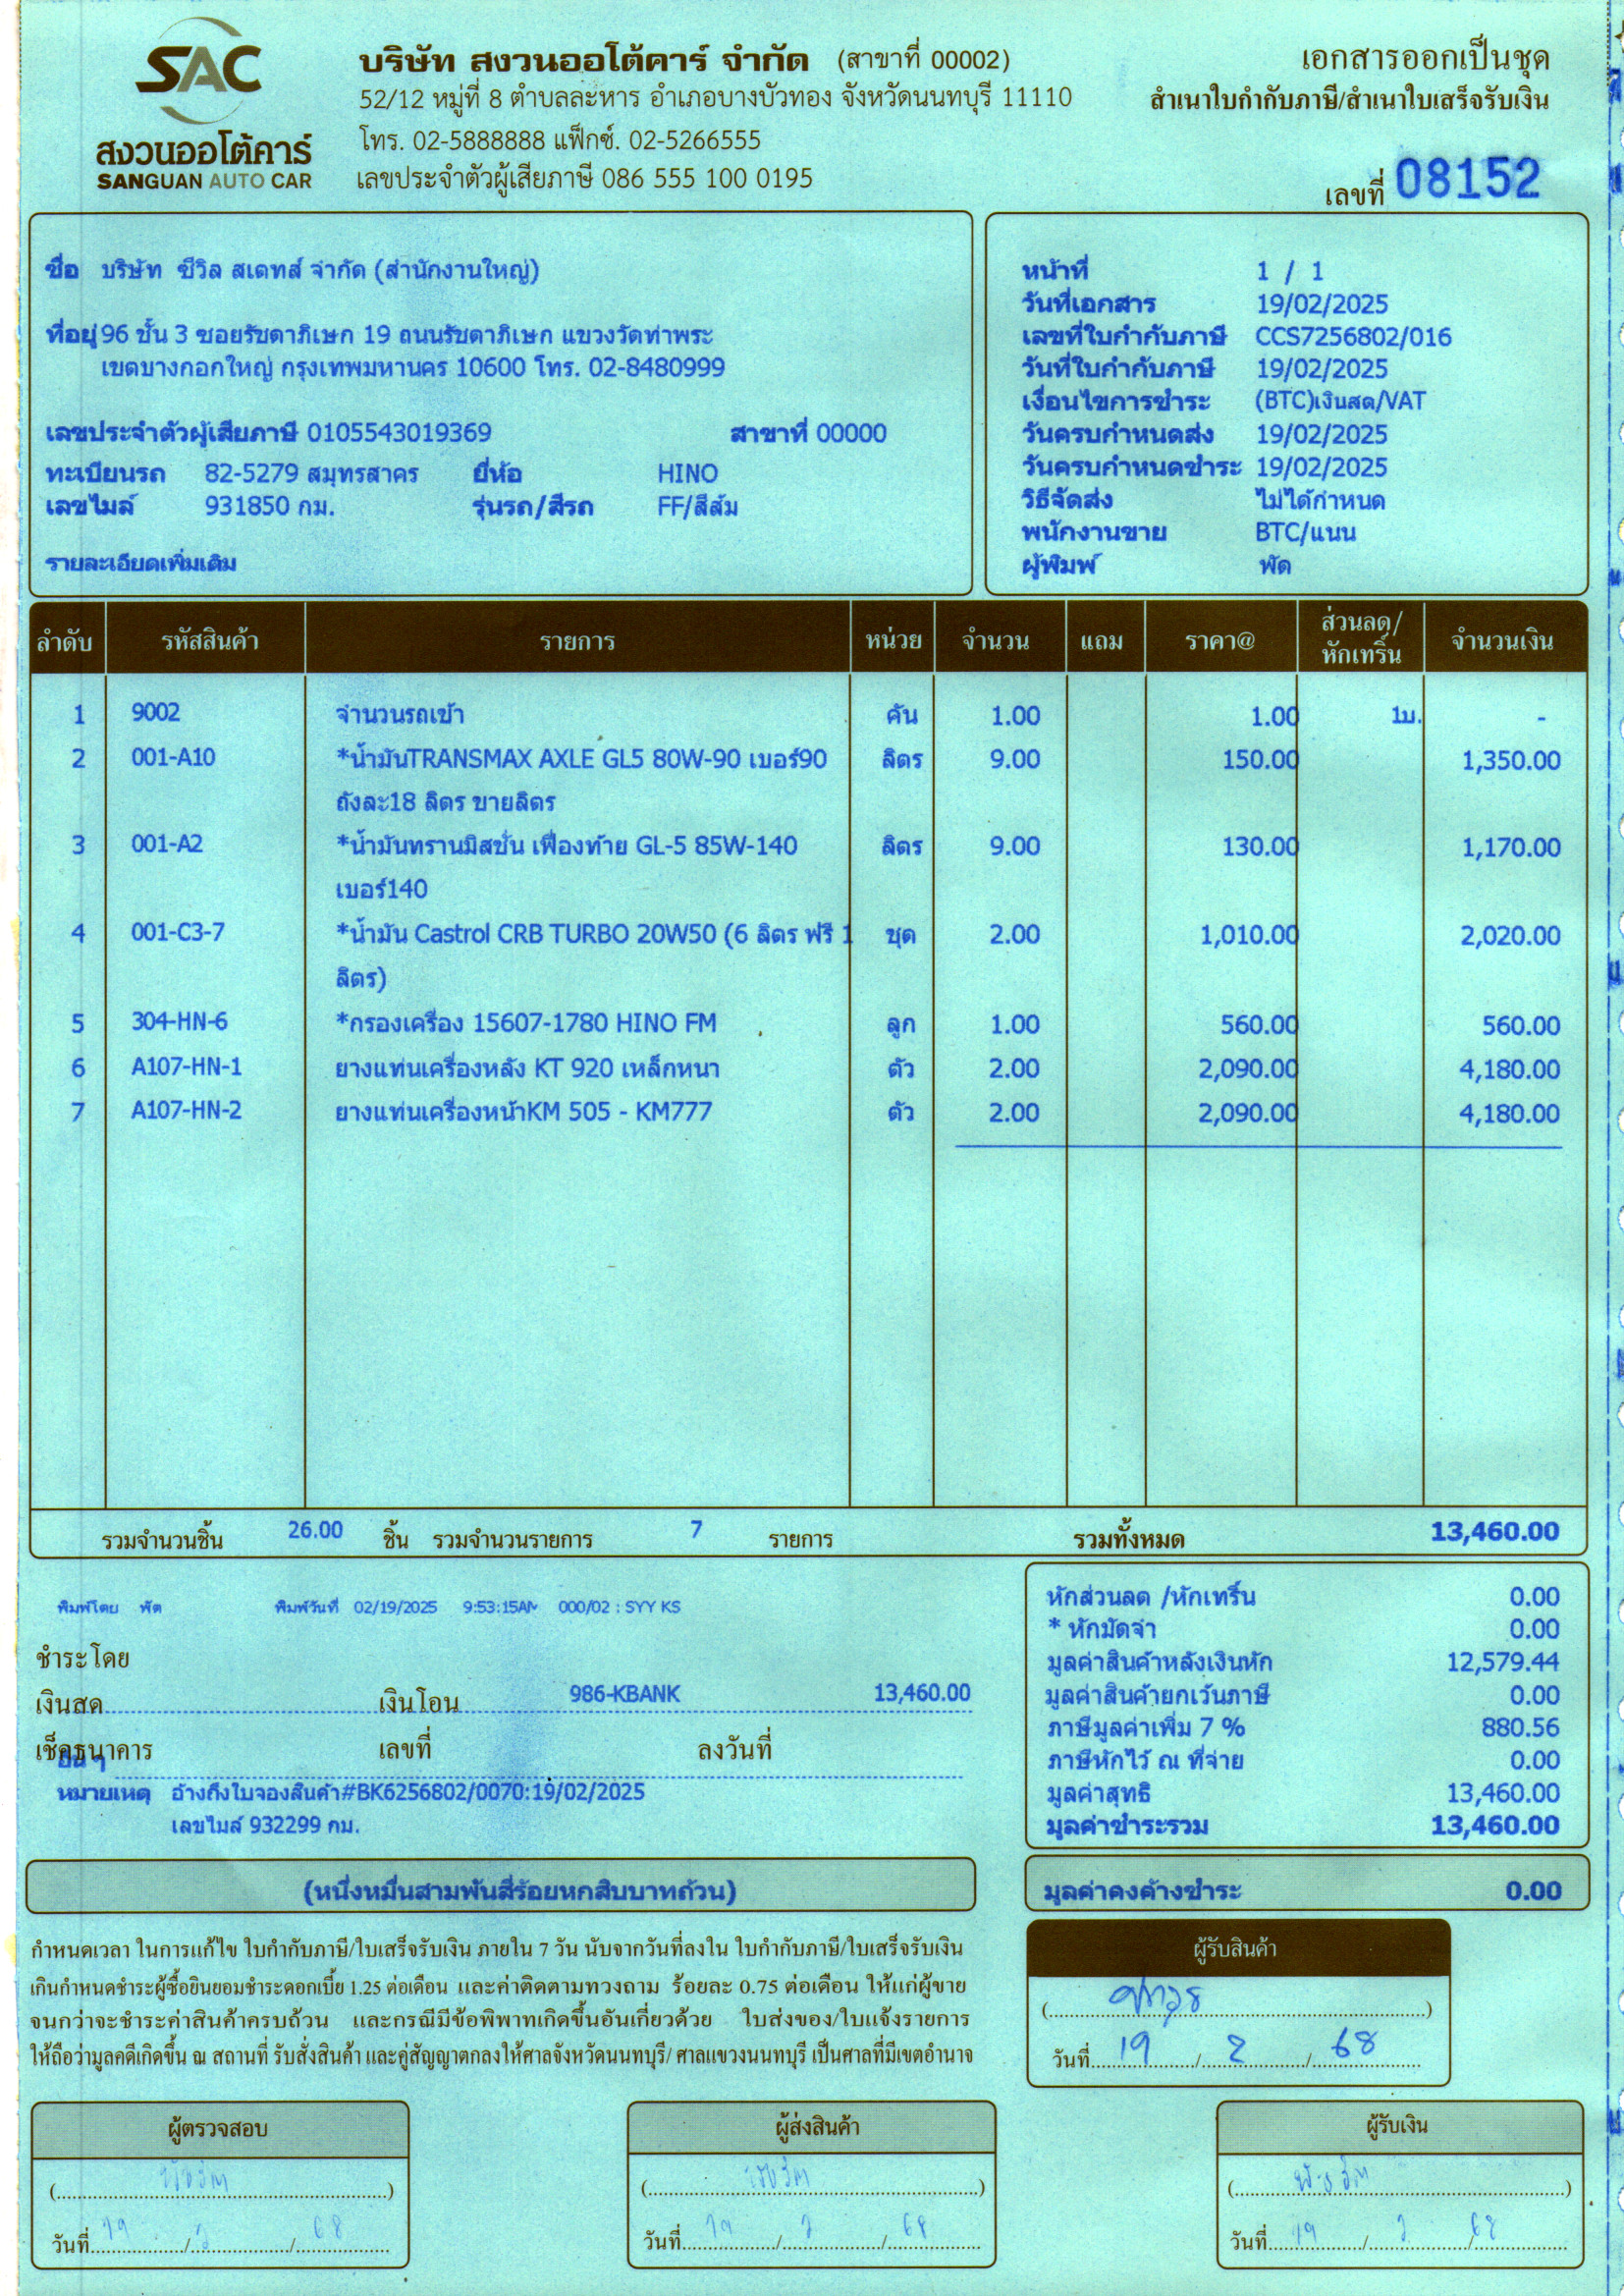 SAC
สงวนออโต้คาร์
SANGUAN AUTO CAR
บริษัท สงวนออโต้คาร์ จำกัด (สาขาที่ 00002)
52/12 หมู่ที่ 8 ตำบลละหาร อำเภอบางบัวทอง จังหวัดนนทบุรี 11110
โทร. 02-5888888 แฟ็กซ์. 02-5266555
เลขประจำตัวผู้เสียภาษี 086 555 100 0195
เอกสารออกเป็นชุด
สำเนาใบกำกับภาษี/สำเนาใบเสร็จรับเงิน
เลขที่ 08152
ชื่อ บริษัท ซีวิล สเตทส์ จำกัด (สำนักงานใหญ่)
ที่อยู่ 96 ชั้น 3 ซอยรัชดาภิเษก 19 ถนนรัชดาภิเษก แขวงวัดท่าพระ
เขตบางกอกใหญ่ กรุงเทพมหานคร 10600 โทร. 02-8480999
เลขประจำตัวผู้เสียภาษี 0105543019369 สาขาที่ 00000
ทะเบียนรถ 82-5279 สมุทรสาคร ยี่ห้อ HINO
เลขไมล์ 931850 กม. รุ่นรถ/สีรถ FF/สีส้ม
รายละเอียดเพิ่มเติม
หน้าที่ 1 / 1
วันที่เอกสาร 19/02/2025
เลขที่ใบกำกับภาษี CCS7256802/016
วันที่ใบกำกับภาษี 19/02/2025
เงื่อนไขการชำระ (BTC)เงินสด/VAT
วันครบกำหนดส่ง 19/02/2025
วันครบกำหนดชำระ 19/02/2025
วิธีจัดส่ง ไม่ได้กำหนด
พนักงานขาย BTC/แนน
ผู้พิมพ์ พัด
ลำดับ รหัสสินค้า รายการ หน่วย จำนวน แถม ราคา@ ส่วนลด/หักเทริ์น จำนวนเงิน
1 9002 จำนวนรถเข้า คัน 1.00 1.00 1บ. -
2 001-A10 *น้ำมันTRANSMAX AXLE GL5 80W-90 เบอร์90 ลิตร 9.00 150.00 1,350.00
ถังละ18 ลิตร ขายลิตร
3 001-A2 *น้ำมันทรานมิสชั่น เฟืองท้าย GL-5 85W-140 ลิตร 9.00 130.00 1,170.00
เบอร์140
4 001-C3-7 *น้ำมัน Castrol CRB TURBO 20W50 (6 ลิตร ฟรี 1 ชุด 2.00 1,010.00 2,020.00
ลิตร)
5 304-HN-6 *กรองเครื่อง 15607-1780 HINO FM ลูก 1.00 560.00 560.00
6 A107-HN-1 ยางแท่นเครื่องหลัง KT 920 เหล็กหนา ตัว 2.00 2,090.00 4,180.00
7 A107-HN-2 ยางแท่นเครื่องหน้าKM 505 - KM777 ตัว 2.00 2,090.00 4,180.00
รวมจำนวนชิ้น 26.00 ชิ้น รวมจำนวนรายการ 7 รายการ รวมทั้งหมด 13,460.00
พิมพ์โดย พัด พิมพ์วันที่ 02/19/2025 9:53:15AM 000/02 : SYY KS
ชำระโดย
เงินสด เงินโอน 986-KBANK 13,460.00
เช็คธนาคาร เลขที่ ลงวันที่
อื่นๆ
หมายเหตุ อ้างถึงใบจองสินค้า#BK6256802/0070:19/02/2025
เลขไมล์ 932299 กม.
หักส่วนลด /หักเทริ์น 0.00
* หักมัดจำ 0.00
มูลค่าสินค้าหลังเงินหัก 12,579.44
มูลค่าสินค้ายกเว้นภาษี 0.00
ภาษีมูลค่าเพิ่ม 7 % 880.56
ภาษีหักไว้ ณ ที่จ่าย 0.00
มูลค่าสุทธิ 13,460.00
มูลค่าชำระรวม 13,460.00
(หนึ่งหมื่นสามพันสี่ร้อยหกสิบบาทถ้วน)
มูลค่าคงค้างชำระ 0.00
กำหนดเวลา ในการแก้ไข ใบกำกับภาษี/ใบเสร็จรับเงิน ภายใน 7 วัน นับจากวันที่ลงใน ใบกำกับภาษี/ใบเสร็จรับเงิน
เกินกำหนดชำระผู้ซื้อยินยอมชำระดอกเบี้ย 1.25 ต่อเดือน และค่าติดตามทวงถาม ร้อยละ 0.75 ต่อเดือน ให้แก่ผู้ขาย
จนกว่าจะชำระค่าสินค้าครบถ้วน และกรณีมีข้อพิพาทเกิดขึ้นอันเกี่ยวด้วย ใบส่งของ/ใบแจ้งรายการ
ให้ถือว่ามูลคดีเกิดขึ้น ณ สถานที่ รับสั่งสินค้า และคู่สัญญาตกลงให้ศาลจังหวัดนนทบุรี/ ศาลแขวงนนทบุรี เป็นศาลที่มีเขตอำนาจ
ผู้รับสินค้า
วันที่ 19 / 2 / 68
ผู้ตรวจสอบ
วันที่ 19 / 2 / 68
ผู้ส่งสินค้า
วันที่ 19 / 2 / 68
ผู้รับเงิน
วันที่ 19 / 2 / 68